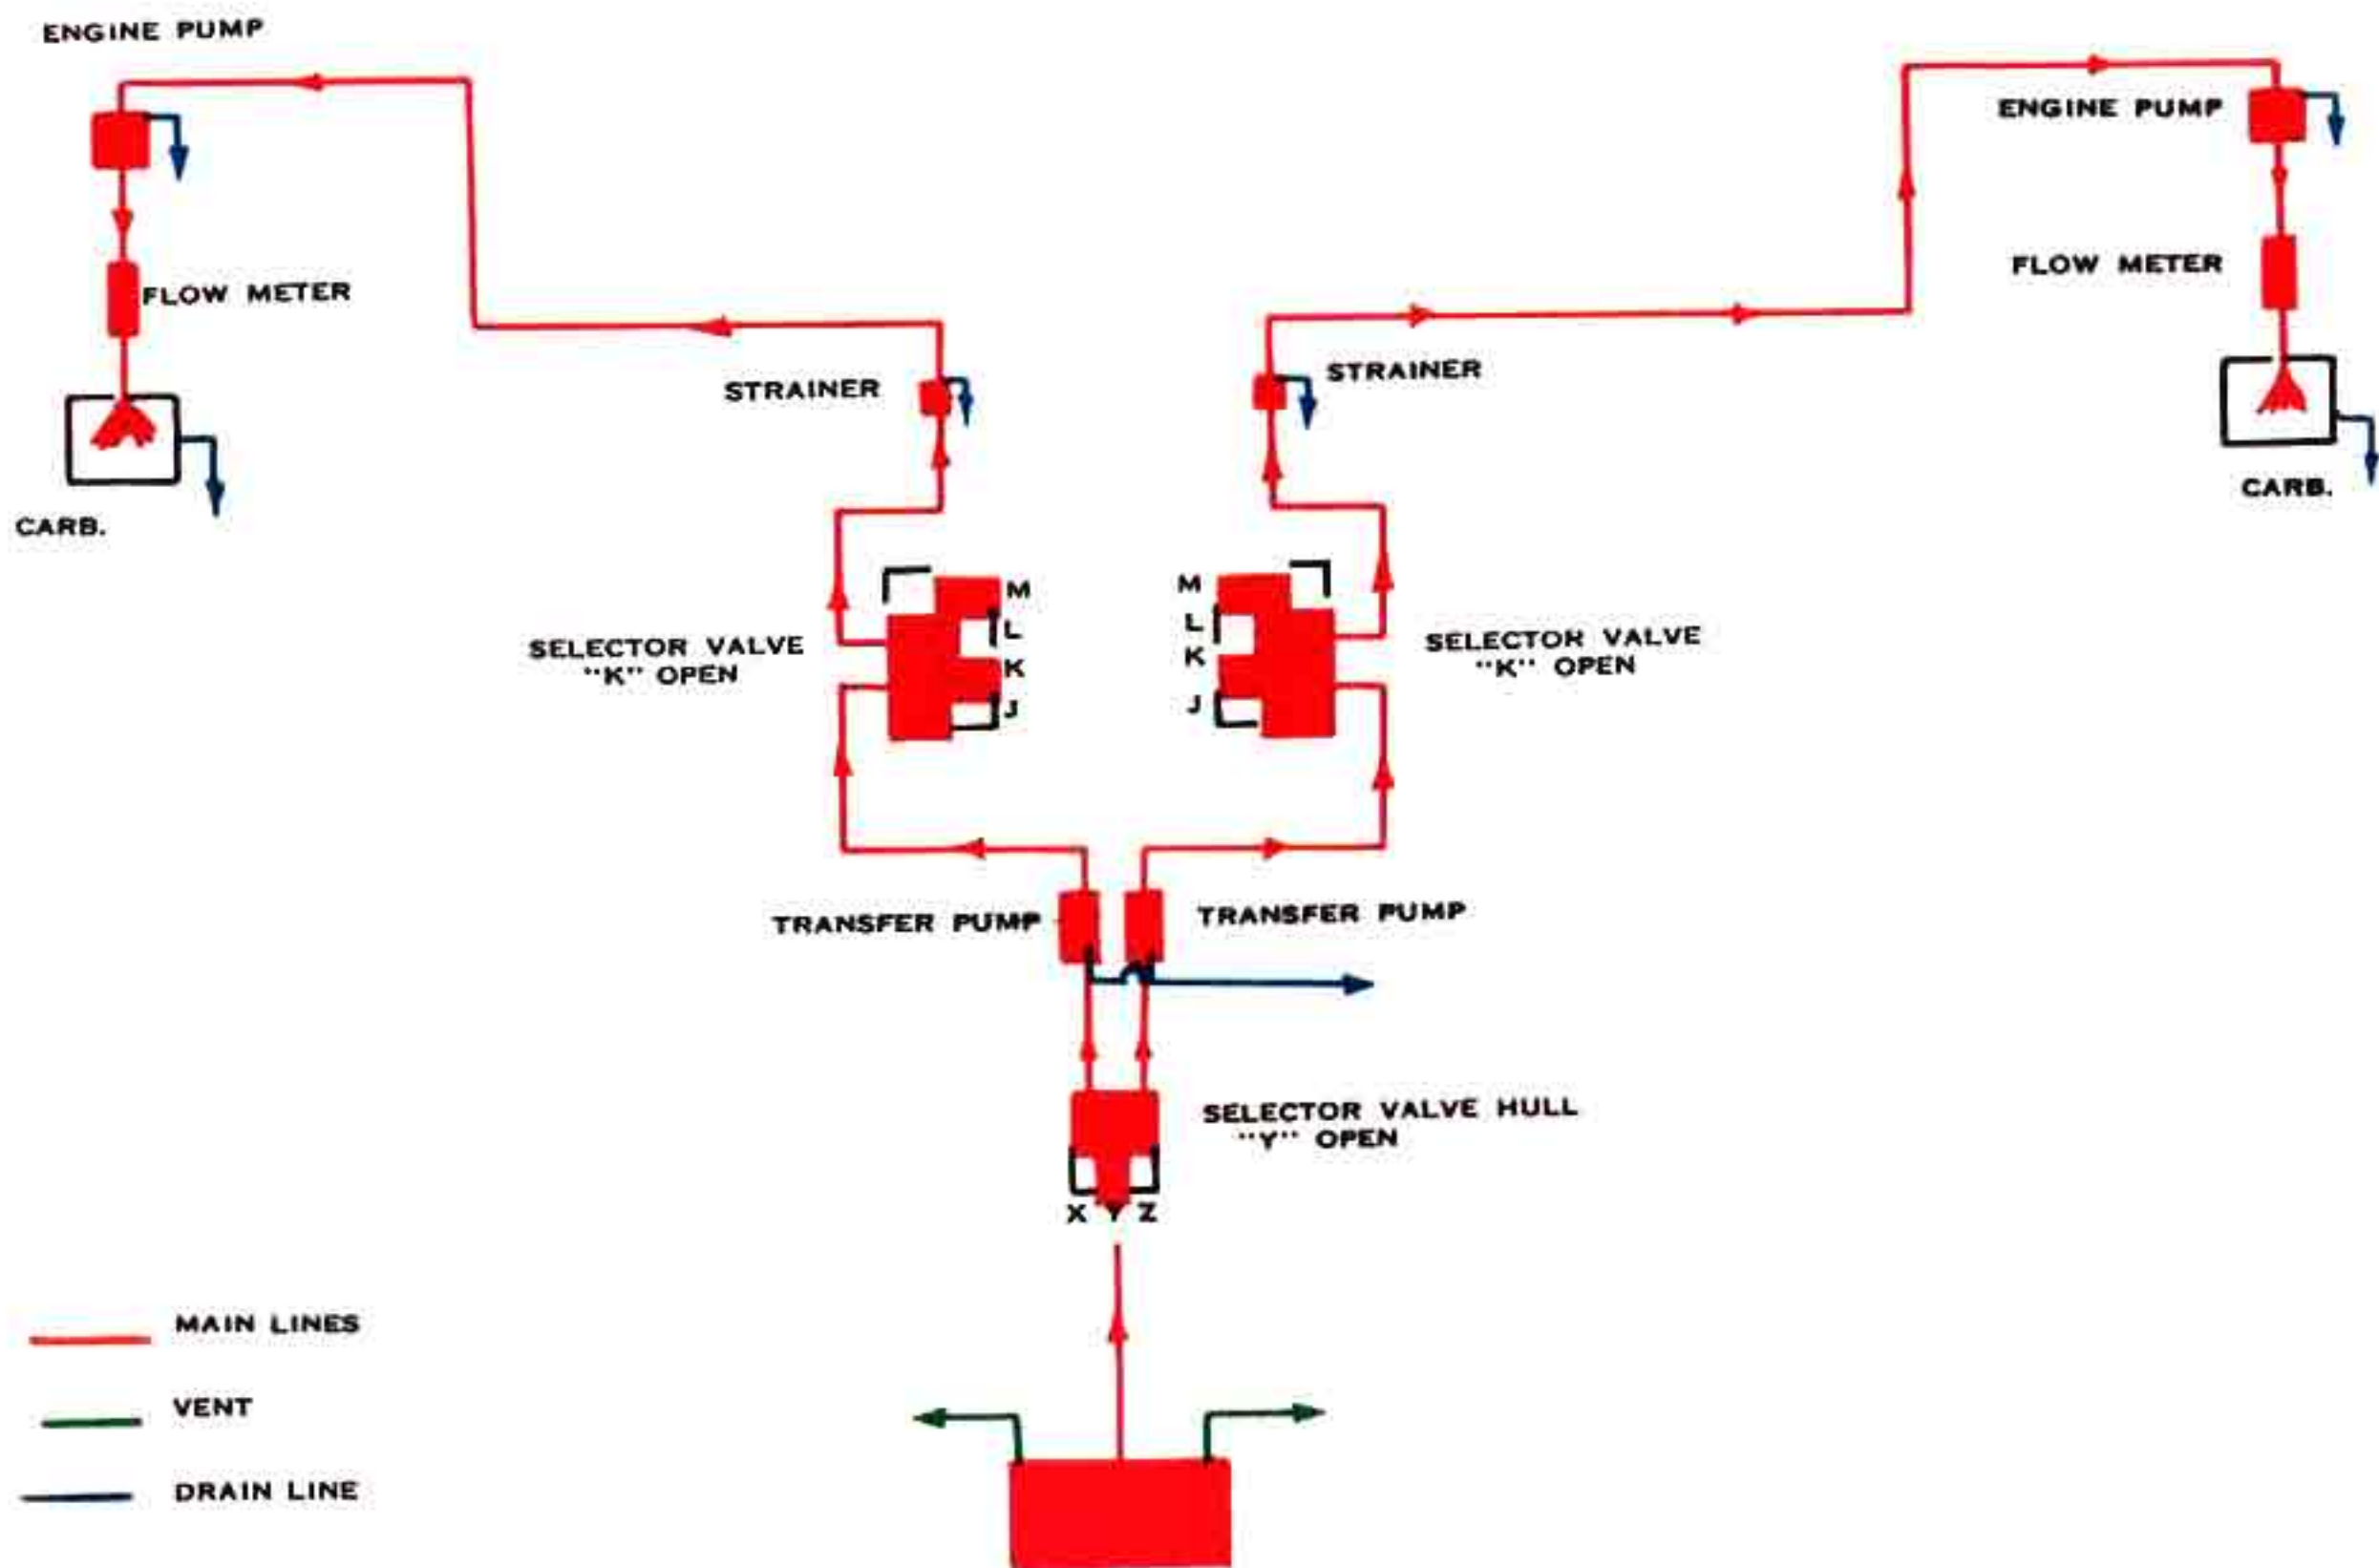 ENGINE PUMP
ENGINE PUMP
FLOW METER
FLOW METER
STRAINER
STRAINER
CARB.
CARB.
M
L
K
J
M
L
K
J
SELECTOR VALVE
"K" OPEN
SELECTOR VALVE
"K" OPEN
TRANSFER PUMP
TRANSFER PUMP
SELECTOR VALVE HULL
"Y" OPEN
X Y Z
MAIN LINES
VENT
DRAIN LINE